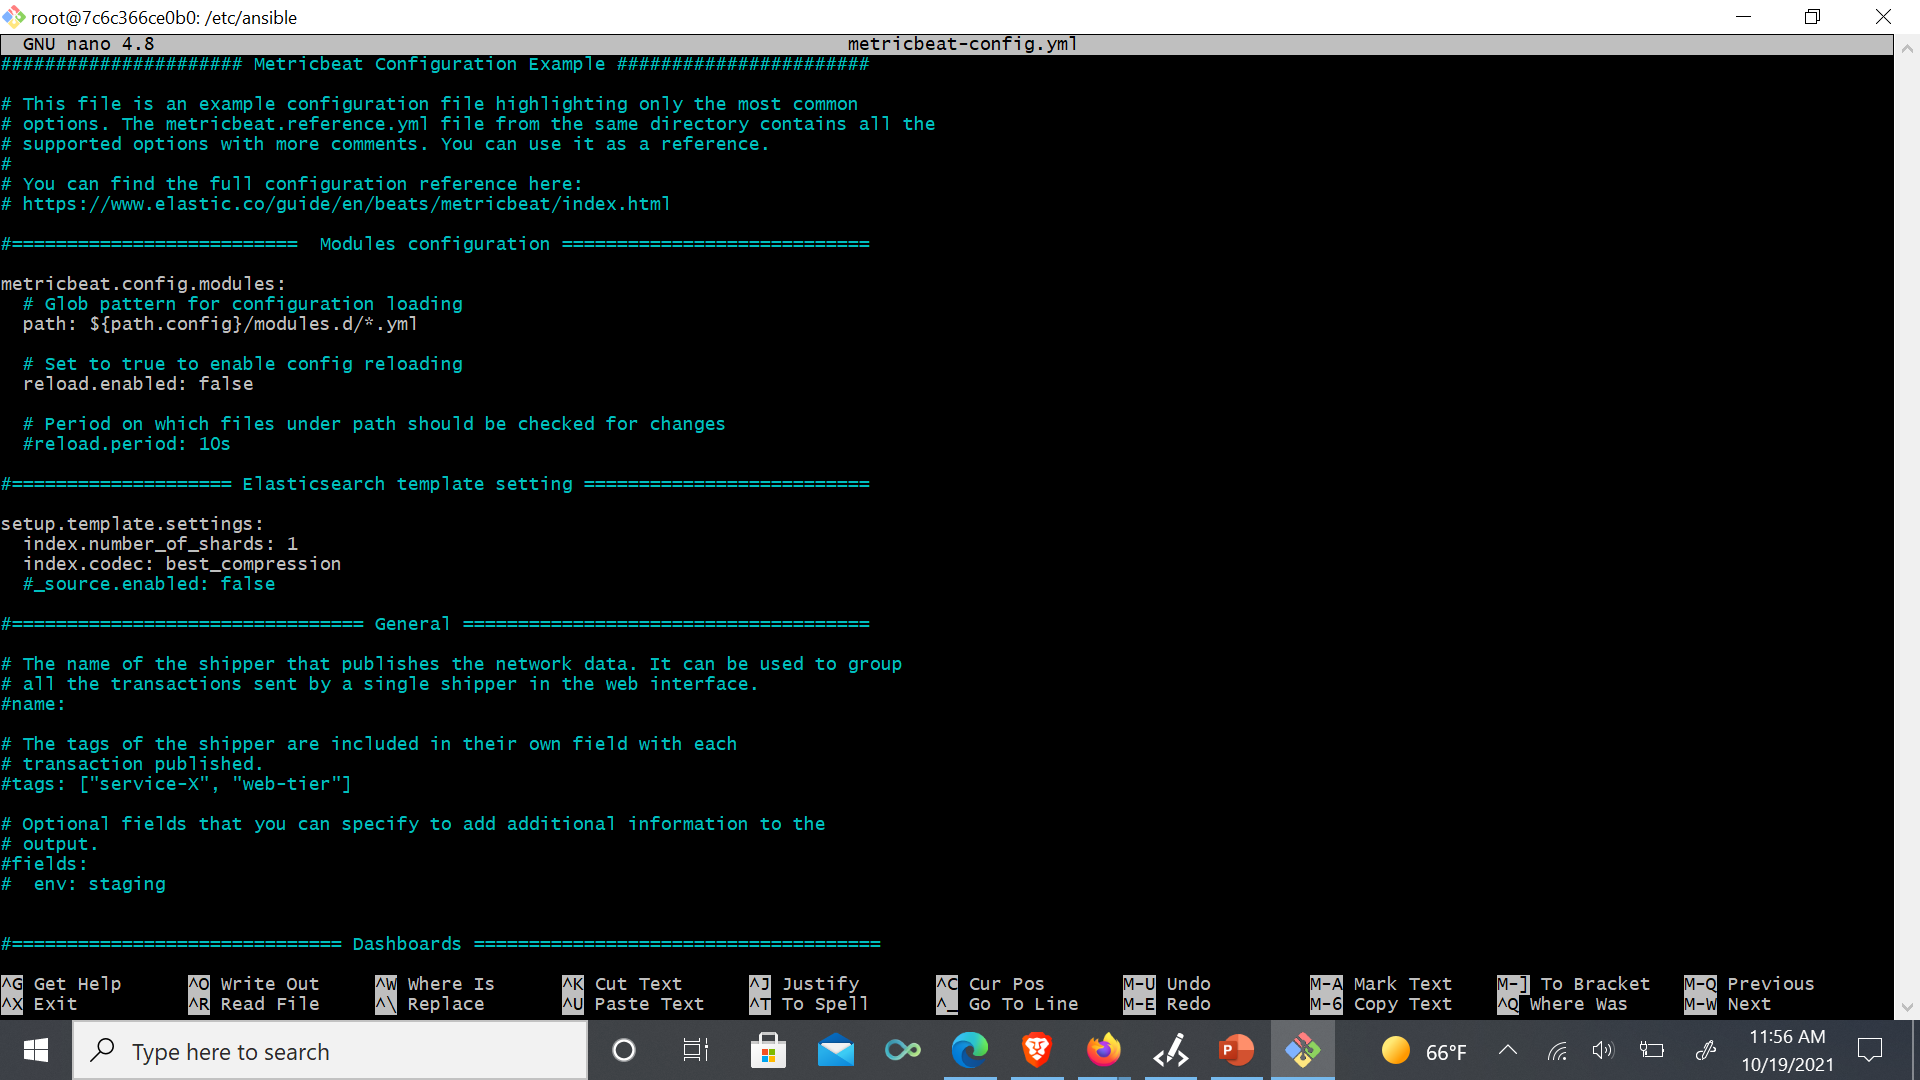 root@7c6c366ce0b0: /etc/ansible
GNU nano 4.8 metricbeat-config.yml
###################### Metricbeat Configuration Example #######################
# This file is an example configuration file highlighting only the most common
# options. The metricbeat.reference.yml file from the same directory contains all the
# supported options with more comments. You can use it as a reference.
#
# You can find the full configuration reference here:
# https://www.elastic.co/guide/en/beats/metricbeat/index.html
#==========================  Modules configuration ============================
metricbeat.config.modules:
  # Glob pattern for configuration loading
  path: ${path.config}/modules.d/*.yml
  # Set to true to enable config reloading
  reload.enabled: false
  # Period on which files under path should be checked for changes
  #reload.period: 10s
#==================== Elasticsearch template setting ==========================
setup.template.settings:
  index.number_of_shards: 1
  index.codec: best_compression
  #_source.enabled: false
#================================ General =====================================
# The name of the shipper that publishes the network data. It can be used to group
# all the transactions sent by a single shipper in the web interface.
#name:
# The tags of the shipper are included in their own field with each
# transaction published.
#tags: ["service-X", "web-tier"]
# Optional fields that you can specify to add additional information to the
# output.
#fields:
#  env: staging
#============================== Dashboards =====================================
^G Get Help ^O Write Out ^W Where Is ^K Cut Text ^J Justify ^C Cur Pos M-U Undo M-A Mark Text M-] To Bracket M-Q Previous
^X Exit ^R Read File ^\ Replace ^U Paste Text ^T To Spell ^_ Go To Line M-E Redo M-6 Copy Text ^Q Where Was M-W Next
Type here to search
P
66°F
11:56 AM
10/19/2021